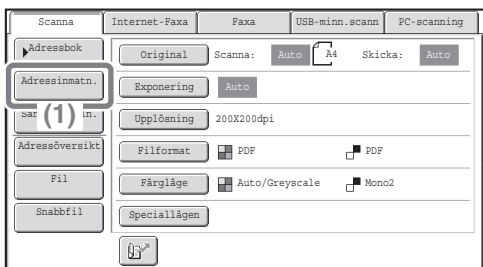 Scanna Internet-Faxa Faxa USB-minn.scann PC-scanning
Adressbok
Original Scanna: Auto A4 Skicka: Auto
Adressinmatn.
Exponering Auto
(1)
Upplösning 200X200dpi
Adressöversikt
Filformat PDF PDF
Fil
Färgläge Auto/Greyscale Mono2
Snabbfil
Speciallägen